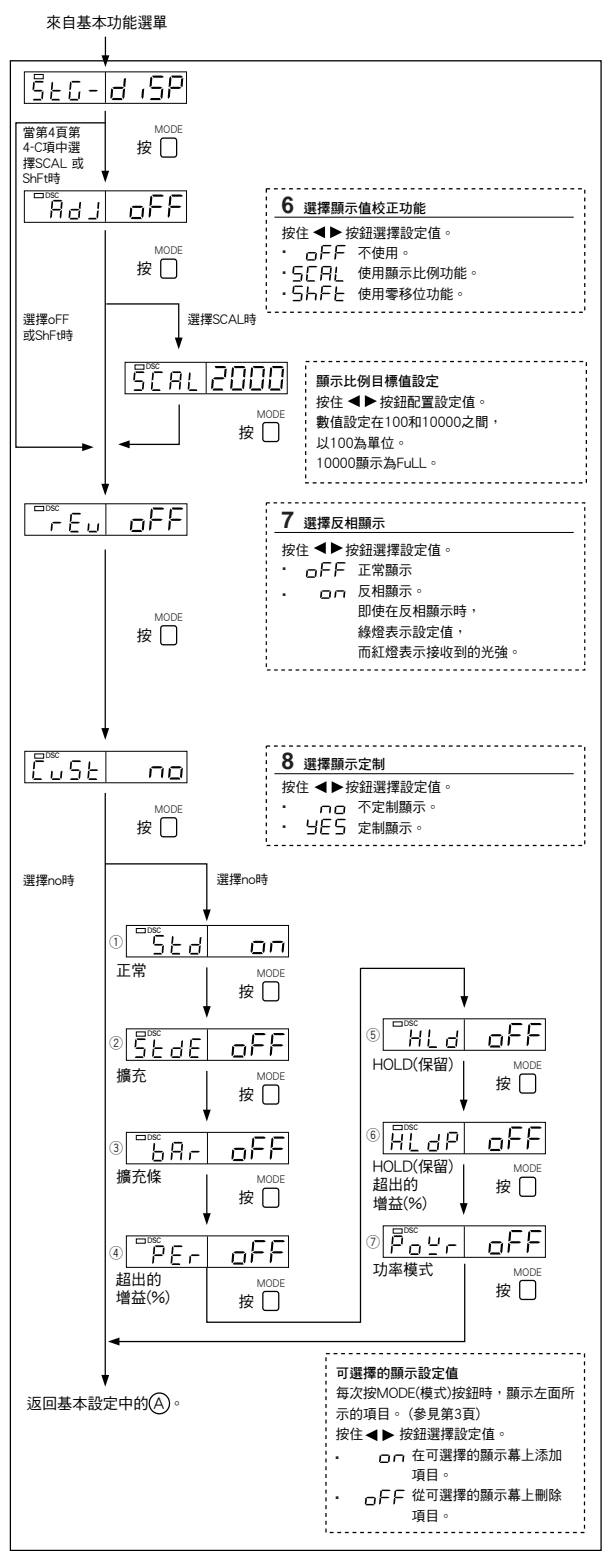 來自基本功能選單
StG- diSP
當第4頁第
4-C項中選
擇SCAL 或
ShFt時
MODE
按
DSC
AdJ oFF
MODE
按
6 選擇顯示值校正功能
按住 ◀ ▶ 按鈕選擇設定值。
· oFF 不使用。
· SCAL 使用顯示比例功能。
· ShFt 使用零移位功能。
選擇oFF
或ShFt時
選擇SCAL時
DSC
SCAL 2000
MODE
按
顯示比例目標值設定
按住 ◀ ▶ 按鈕配置設定值。
數值設定在100和10000之間，
以100為單位。
10000顯示為FuLL。
DSC
rEv oFF
MODE
按
7 選擇反相顯示
按住 ◀ ▶ 按鈕選擇設定值。
· oFF 正常顯示
· on 反相顯示。
即使在反相顯示時，
綠燈表示設定值，
而紅燈表示接收到的光強。
DSC
CuSt no
MODE
按
8 選擇顯示定制
按住 ◀ ▶ 按鈕選擇設定值。
· no 不定制顯示。
· YES 定制顯示。
選擇no時
選擇no時
① DSC
Std on
正常
MODE
按
② DSC
StdE oFF
擴充
MODE
按
③ DSC
bAr oFF
擴充條
MODE
按
④ DSC
PEr oFF
超出的
增益(%)
MODE
按
⑤ DSC
HLd oFF
HOLD(保留)
MODE
按
⑥ DSC
HLdP oFF
HOLD(保留)
超出的
增益(%)
MODE
按
⑦ DSC
PoWr oFF
功率模式
MODE
按
返回基本設定中的Ⓐ。
可選擇的顯示設定值
每次按MODE(模式)按鈕時，顯示左面所
示的項目。(參見第3頁)
按住 ◀ ▶ 按鈕選擇設定值。
· on 在可選擇的顯示幕上添加
項目。
· oFF 從可選擇的顯示幕上刪除
項目。